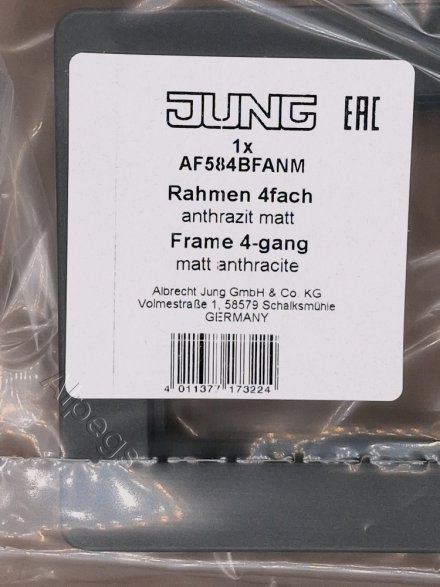 JUNG EAC
1x
AF584BFANM
Rahmen 4fach
anthrazit matt
Frame 4-gang
matt anthracite
Albrecht Jung GmbH & Co. KG
Volmestraße 1, 58579 Schalksmühle
GERMANY
4 011377 173224
Alpegs